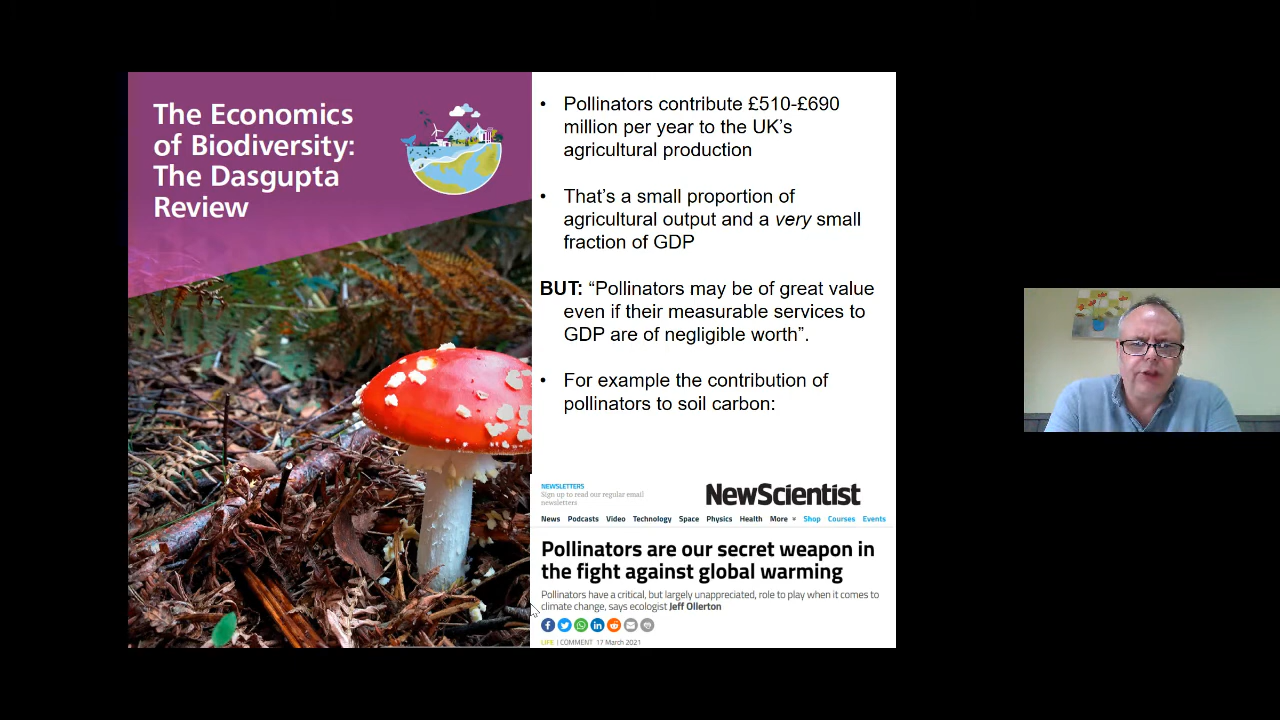 The Economics
of Biodiversity:
The Dasgupta
Review
• Pollinators contribute £510-£690
million per year to the UK’s
agricultural production
• That’s a small proportion of
agricultural output and a very small
fraction of GDP
BUT: “Pollinators may be of great value
even if their measurable services to
GDP are of negligible worth”.
• For example the contribution of
pollinators to soil carbon:
NEWSLETTERS
Sign up to read our regular email
newsletters
NewScientist
News Podcasts Video Technology Space Physics Health More Shop Courses Events
Pollinators are our secret weapon in
the fight against global warming
Pollinators have a critical, but largely unappreciated, role to play when it comes to
climate change, says ecologist Jeff Ollerton
LIFE | COMMENT 17 March 2021